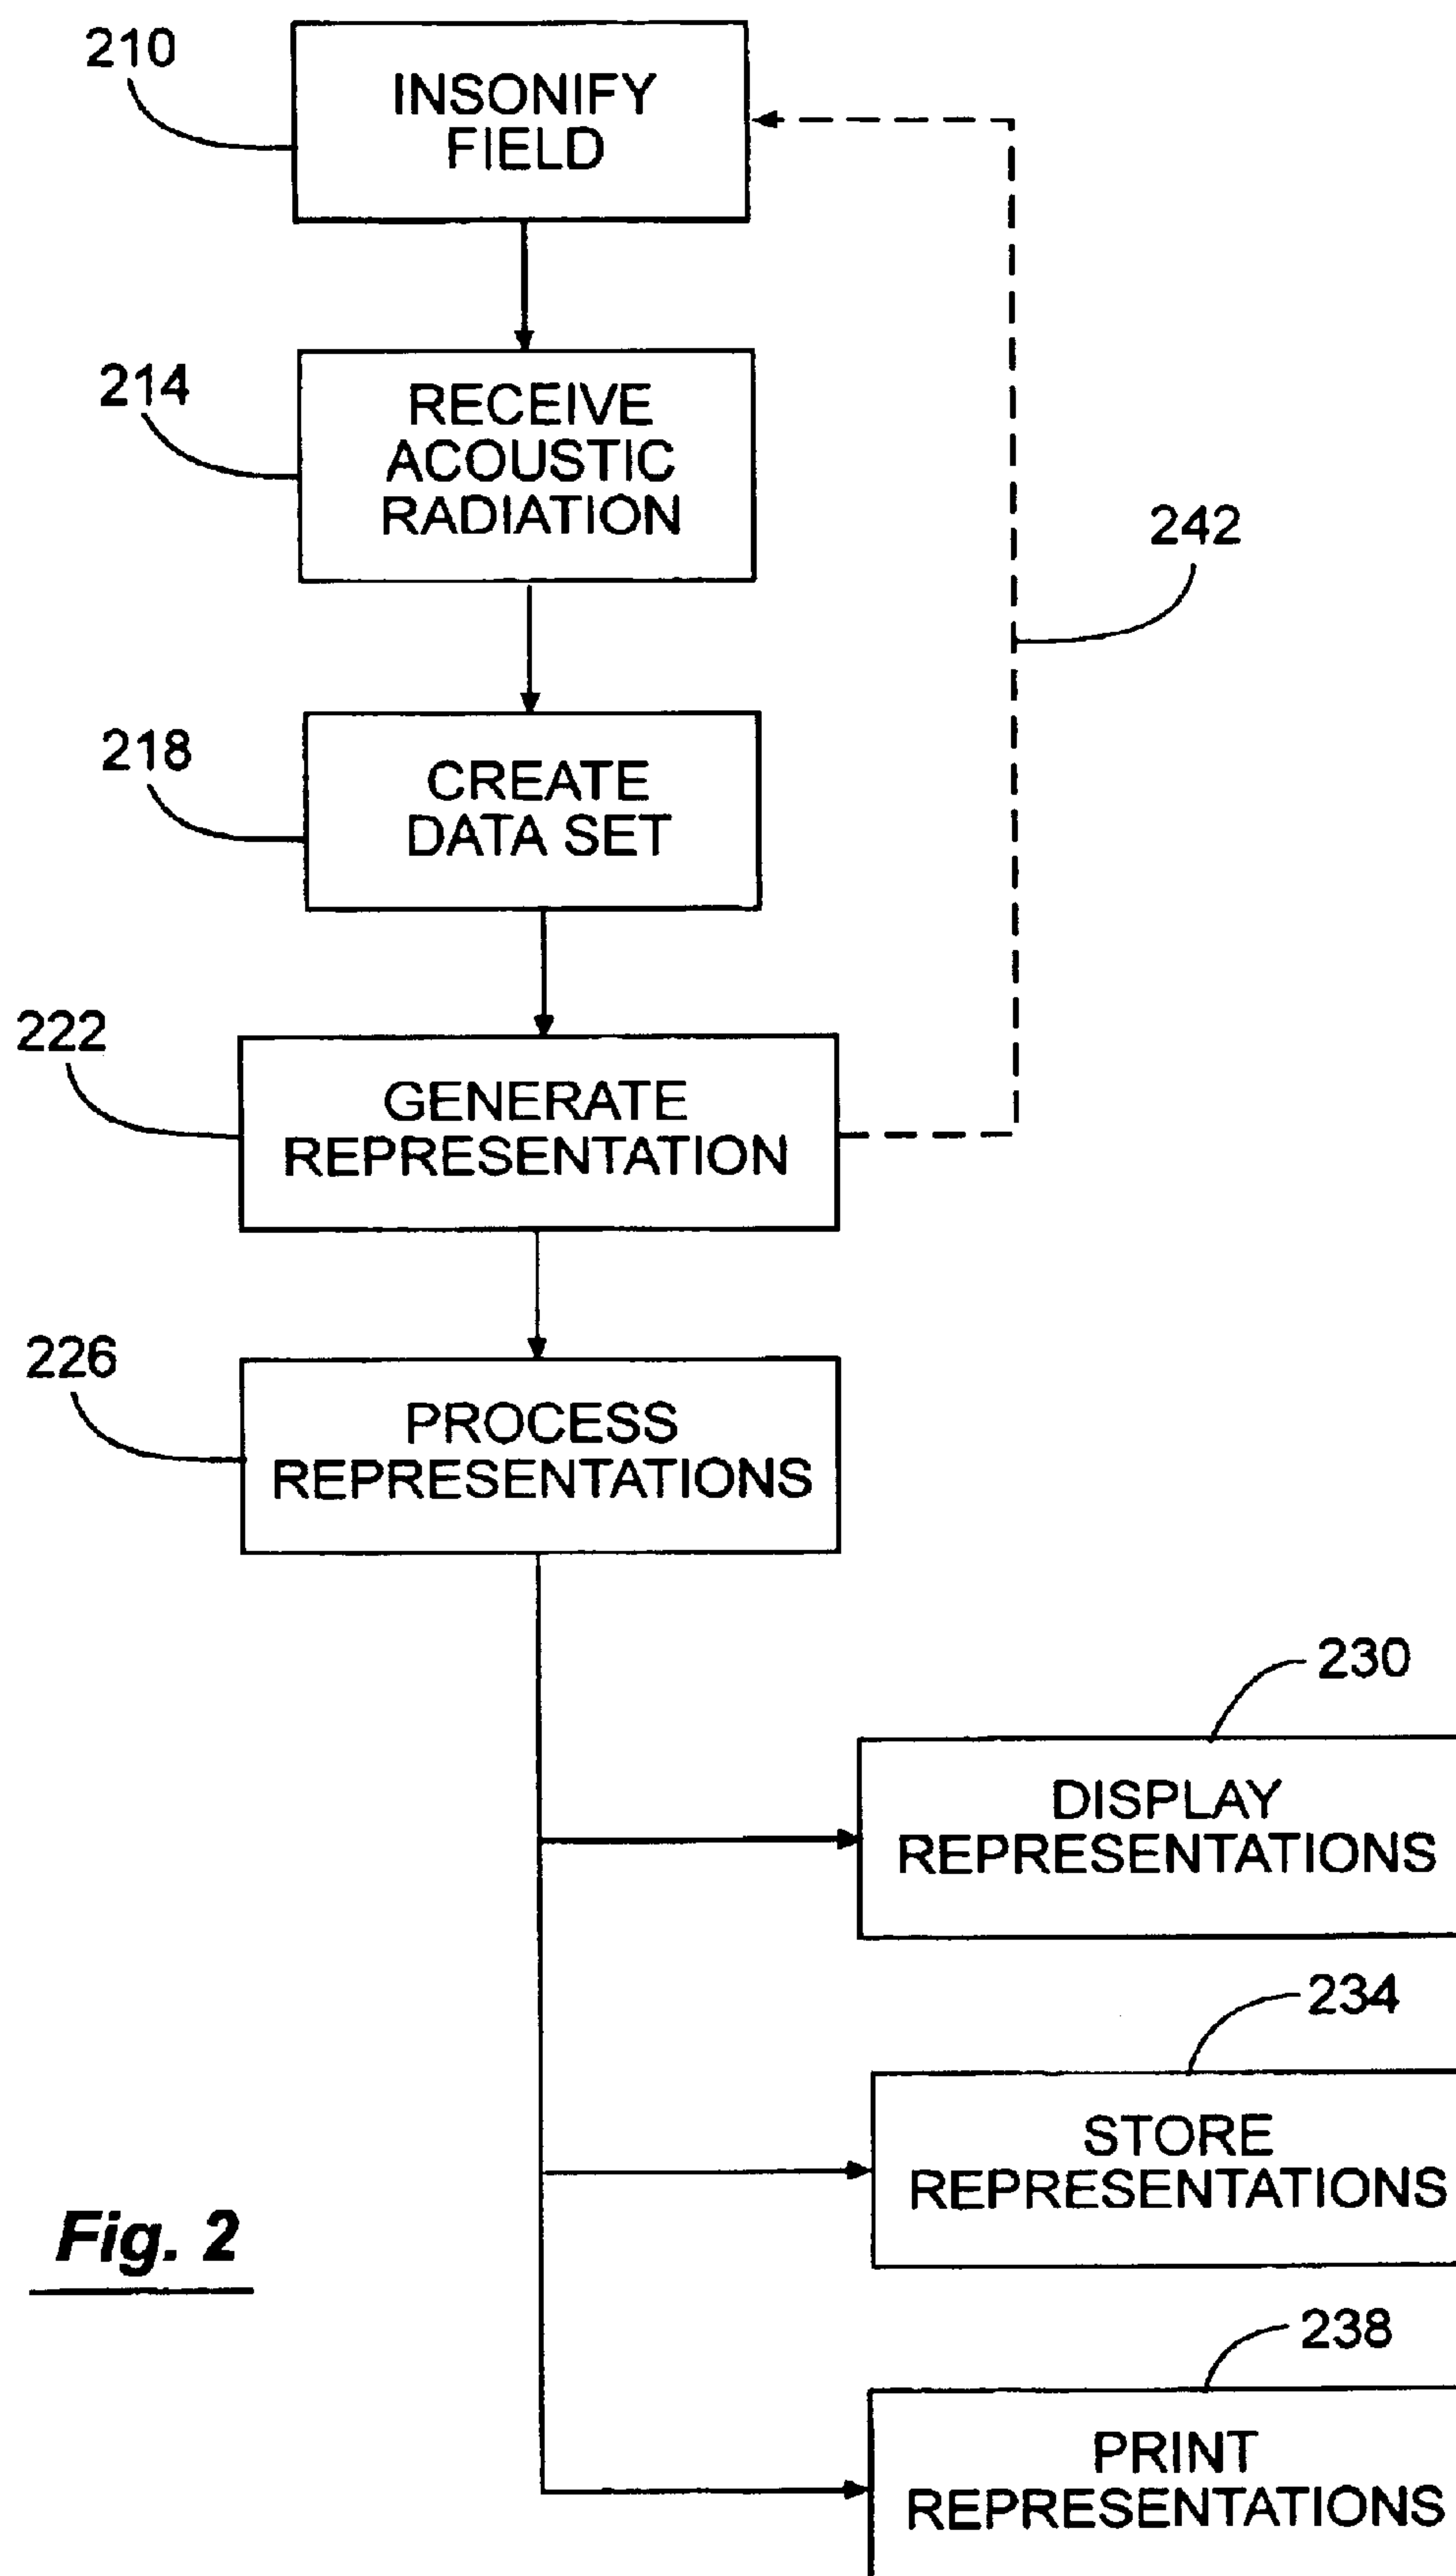 210
INSONIFY
FIELD
214
RECEIVE
ACOUSTIC
RADIATION
242
218
CREATE
DATA SET
222
GENERATE
REPRESENTATION
226
PROCESS
REPRESENTATIONS
230
DISPLAY
REPRESENTATIONS
234
STORE
REPRESENTATIONS
Fig. 2
238
PRINT
REPRESENTATIONS